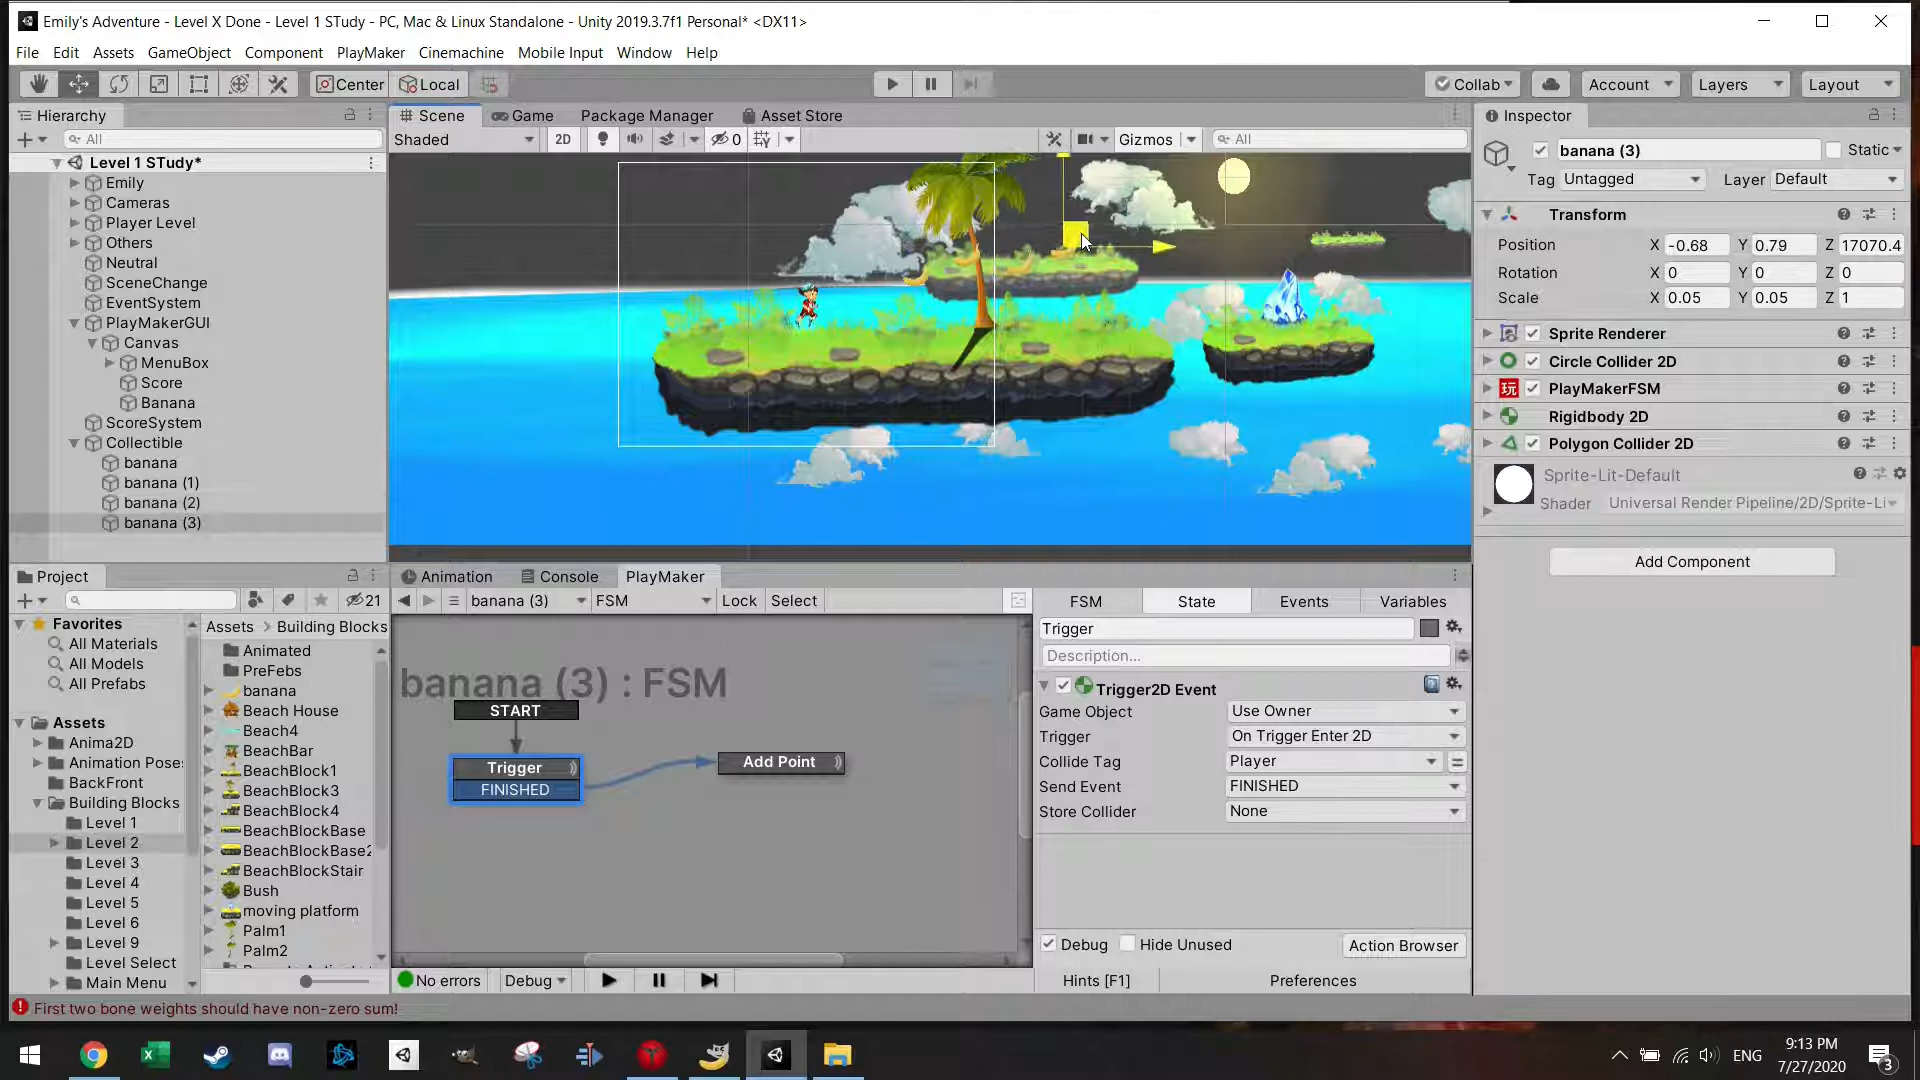 Emily's Adventure - Level X Done - Level 1 STudy - PC, Mac & Linux Standalone - Unity 2019.3.7f1 Personal* <DX11>
File Edit Assets GameObject Component PlayMaker Cinemachine Mobile Input Window Help
Center Local Collab Account Layers Layout
Hierarchy
All
Level 1 STudy*
Emily
Cameras
Player Level
Others
Neutral
SceneChange
EventSystem
PlayMakerGUI
Canvas
MenuBox
Score
Banana
ScoreSystem
Collectible
banana
banana (1)
banana (2)
banana (3)
Scene Game Package Manager Asset Store
Shaded 2D 0 Gizmos All
Inspector
banana (3) Static
Tag Untagged Layer Default
Transform
Position X -0.68 Y 0.79 Z 17070.4
Rotation X 0 Y 0 Z 0
Scale X 0.05 Y 0.05 Z 1
Sprite Renderer
Circle Collider 2D
玩 PlayMakerFSM
Rigidbody 2D
Polygon Collider 2D
Sprite-Lit-Default
Shader Universal Render Pipeline/2D/Sprite-Li
Add Component
Project
21
Favorites
All Materials
All Models
All Prefabs
Assets
Anima2D
Animation Pose
BackFront
Building Blocks
Level 1
Level 2
Level 3
Level 4
Level 5
Level 6
Level 9
Level Select
Main Menu
Assets > Building Blocks
Animated
PreFebs
banana
Beach House
Beach4
BeachBar
BeachBlock1
BeachBlock3
BeachBlock4
BeachBlockBase
BeachBlockBase2
BeachBlockStair
Bush
moving platform
Palm1
Palm2
Animation Console PlayMaker
banana (3) FSM Lock Select
banana (3) : FSM
START
Trigger
FINISHED
Add Point
No errors Debug
FSM State Events Variables
Trigger
Description...
Trigger2D Event
Game Object Use Owner
Trigger On Trigger Enter 2D
Collide Tag Player
Send Event FINISHED
Store Collider None
Debug Hide Unused Action Browser
Hints [F1] Preferences
First two bone weights should have non-zero sum!
ENG
9:13 PM
7/27/2020
3